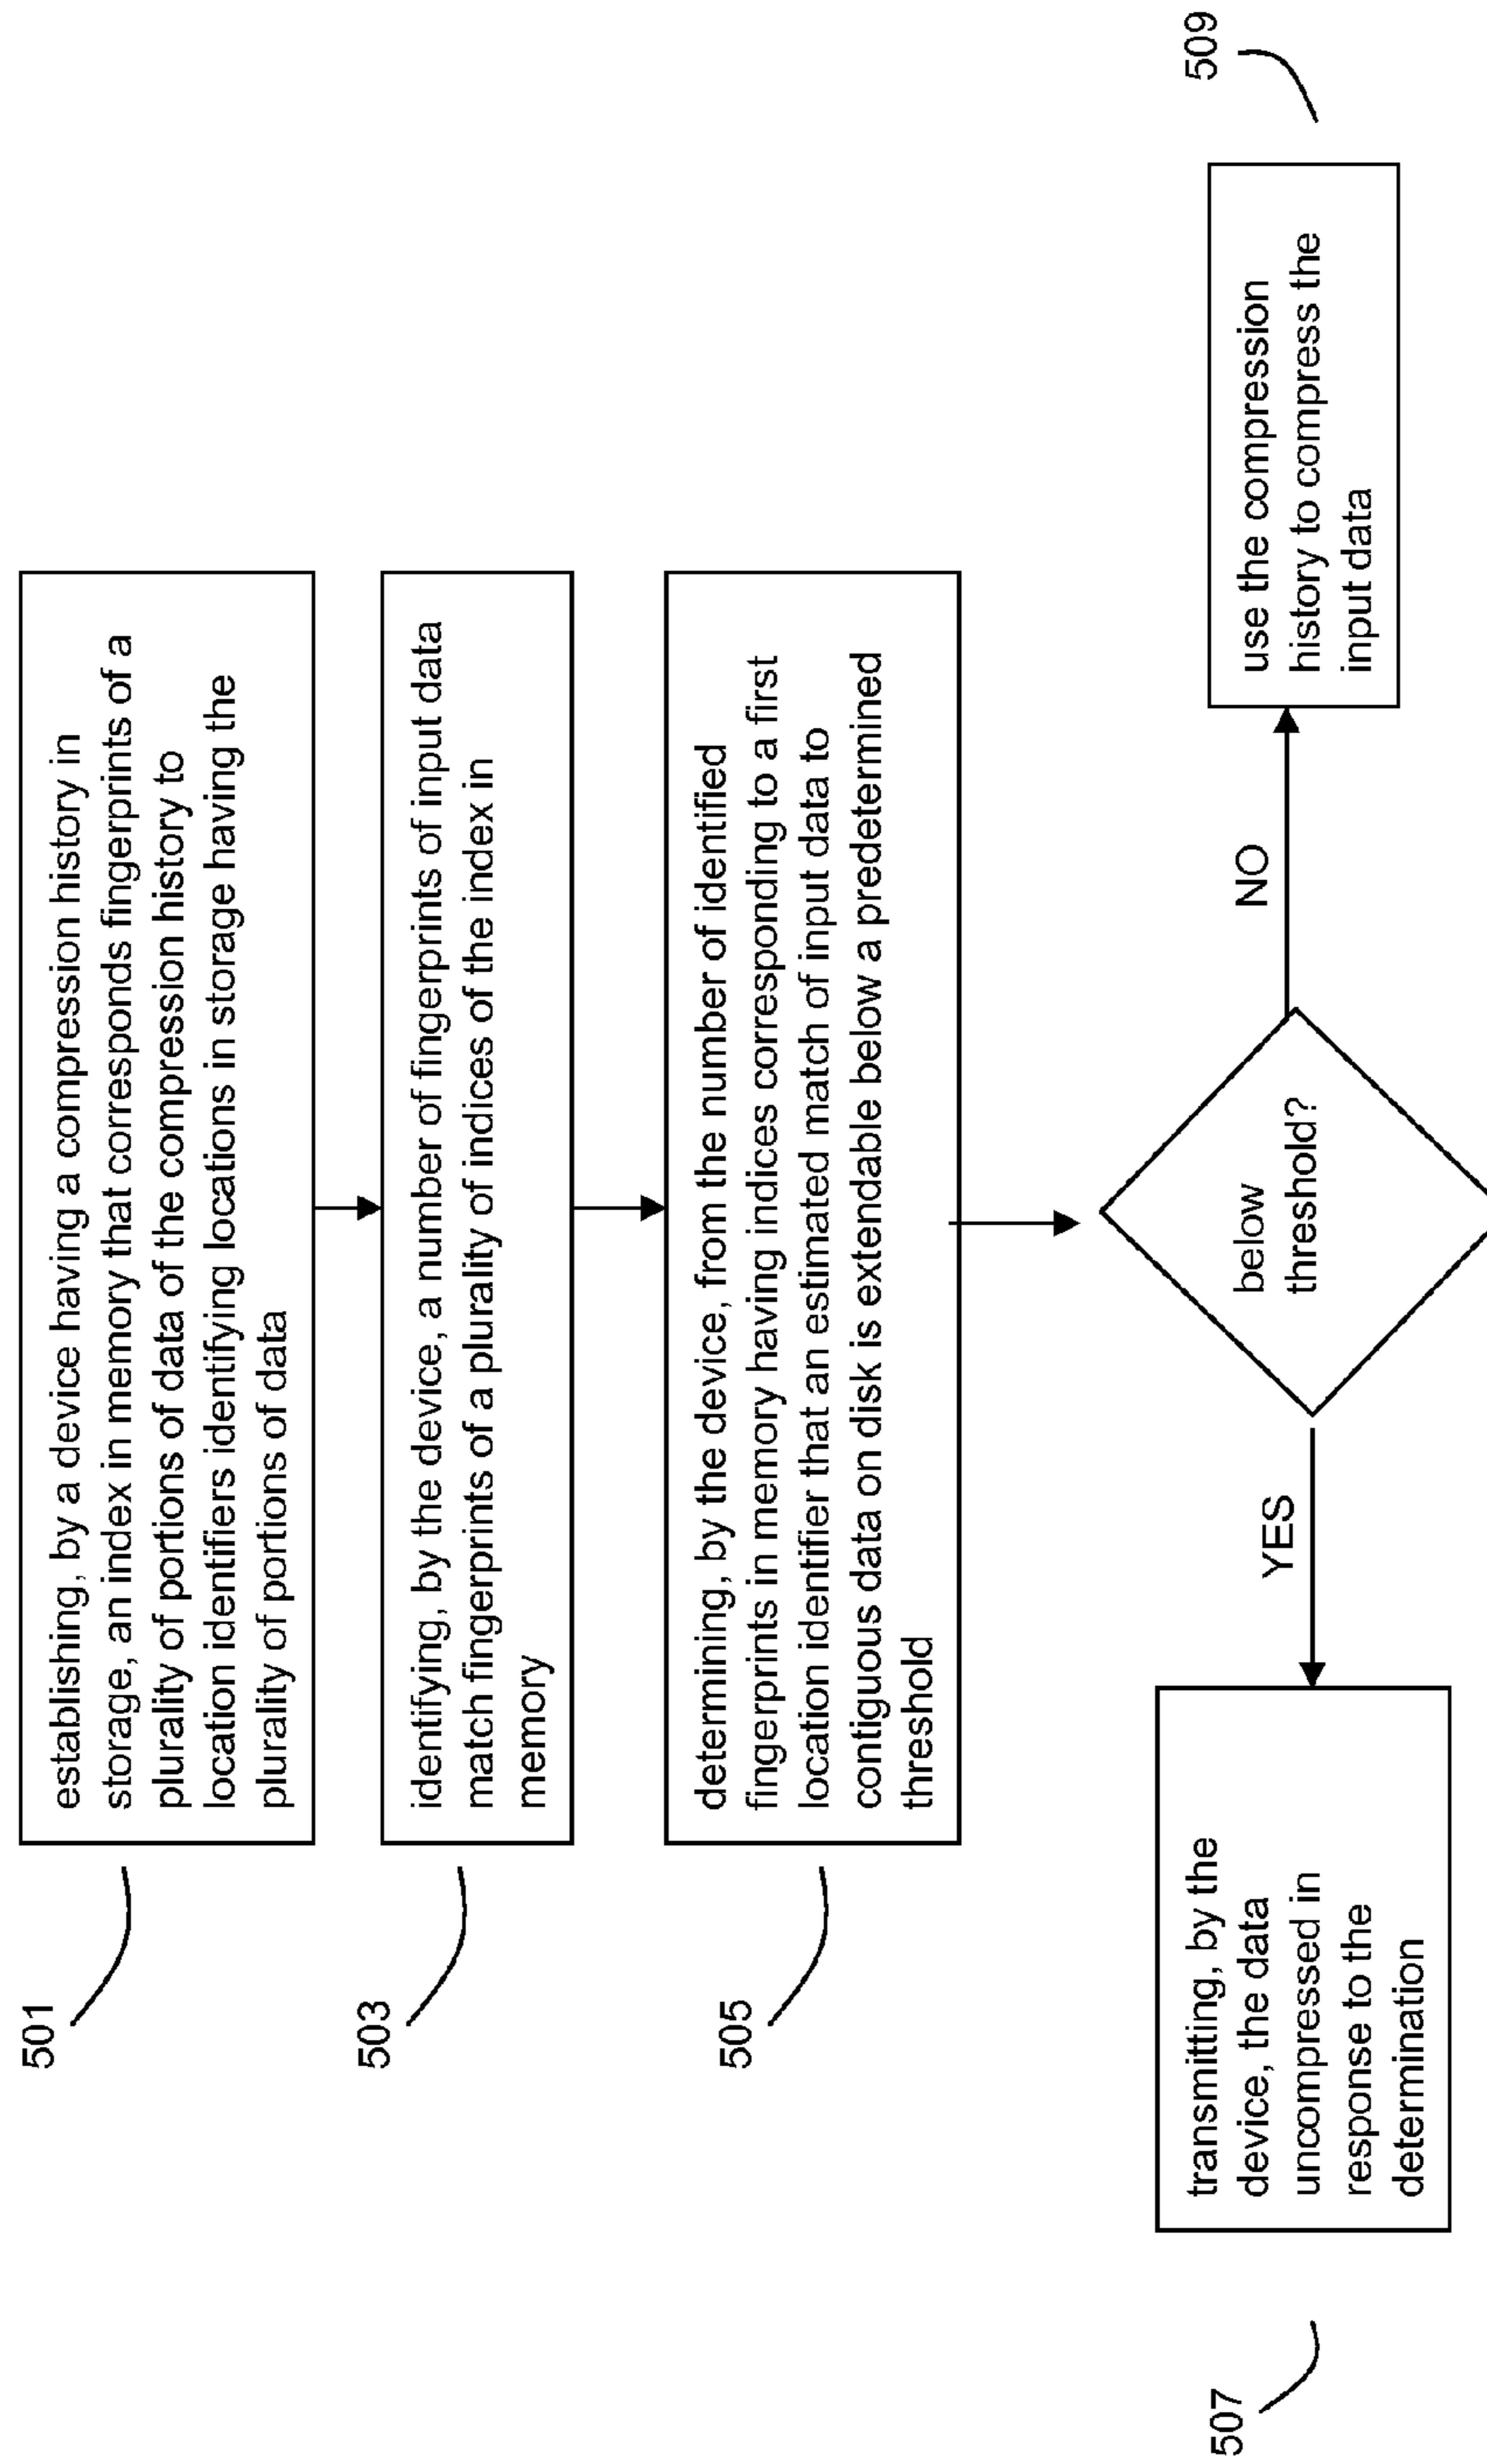 501
establishing, by a device having a compression history in
storage, an index in memory that corresponds fingerprints of a
plurality of portions of data of the compression history to
location identifiers identifying locations in storage having the
plurality of portions of data
503
identifying, by the device, a number of fingerprints of input data
match fingerprints of a plurality of indices of the index in
memory
505
determining, by the device, from the number of identified
fingerprints in memory having indices corresponding to a first
location identifier that an estimated match of input data to
contiguous data on disk is extendable below a predetermined
threshold
below
threshold?
YES
NO
507
transmitting, by the
device, the data
uncompressed in
response to the
determination
509
use the compression
history to compress the
input data